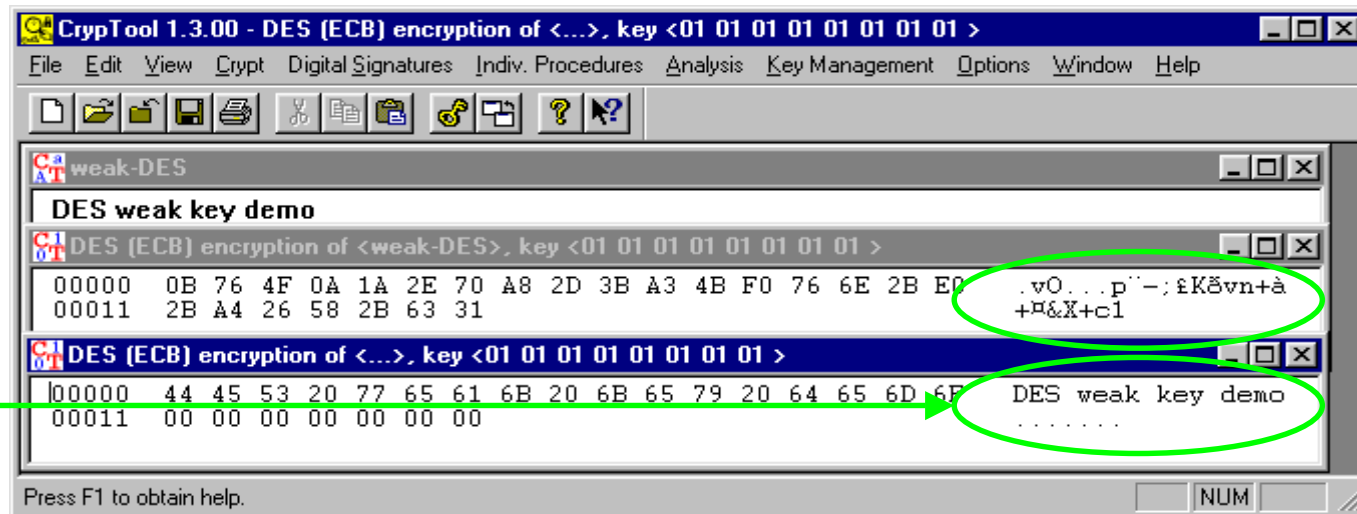 CrypTool 1.3.00 - DES (ECB) encryption of <...>, key <01 01 01 01 01 01 01 01 >
File Edit View Crypt Digital Signatures Indiv. Procedures Analysis Key Management Options Window Help
weak-DES
DES weak key demo
DES (ECB) encryption of <weak-DES>, key <01 01 01 01 01 01 01 01 >
00000 0B 76 4F 0A 1A 2E 70 A8 2D 3B A3 4B F0 76 6E 2B E0 .vO...p¨-;£Kðvn+à
00011 2B A4 26 58 2B 63 31 +¤&X+c1
DES (ECB) encryption of <...>, key <01 01 01 01 01 01 01 01 >
00000 44 45 53 20 77 65 61 6B 20 6B 65 79 20 64 65 6D 6F DES weak key demo
00011 00 00 00 00 00 00 00 .......
Press F1 to obtain help. NUM